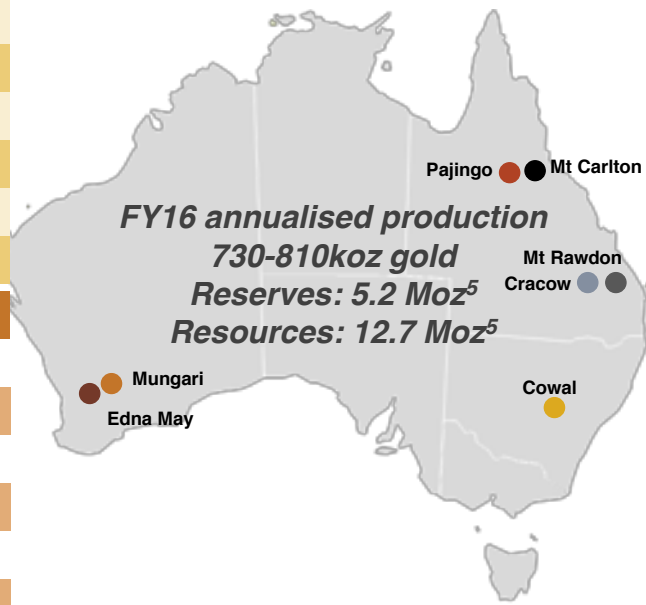 Pajingo
Mt Carlton
FY16 annualised production
730-810koz gold
Mt Rawdon
Reserves: 5.2 Moz⁵
Cracow
Resources: 12.7 Moz⁵
Mungari
Cowal
Edna May